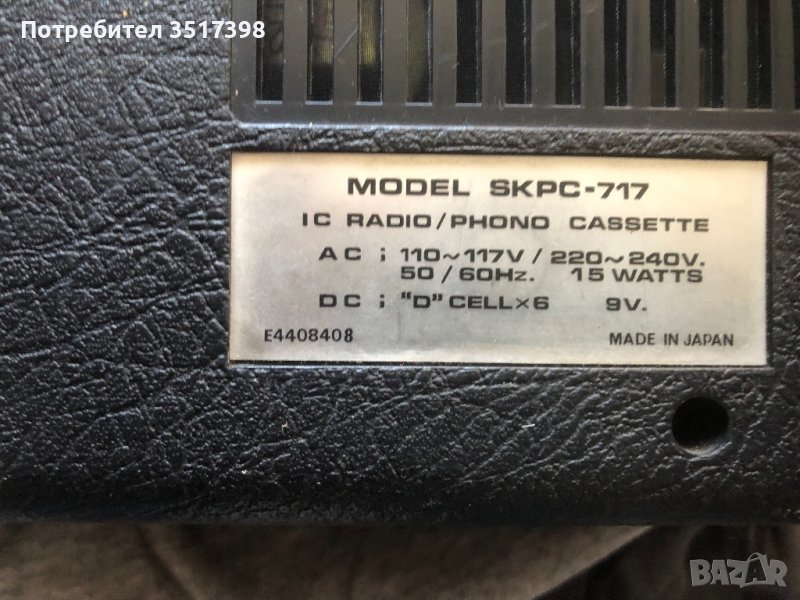 Потребител 3517398
MODEL SKPC-717
IC RADIO/PHONO CASSETTE
AC ; 110~117V / 220~240V.
50 / 60Hz. 15 WATTS
DC ; "D" CELL×6 9V.
E4408408
MADE IN JAPAN
BAZAR